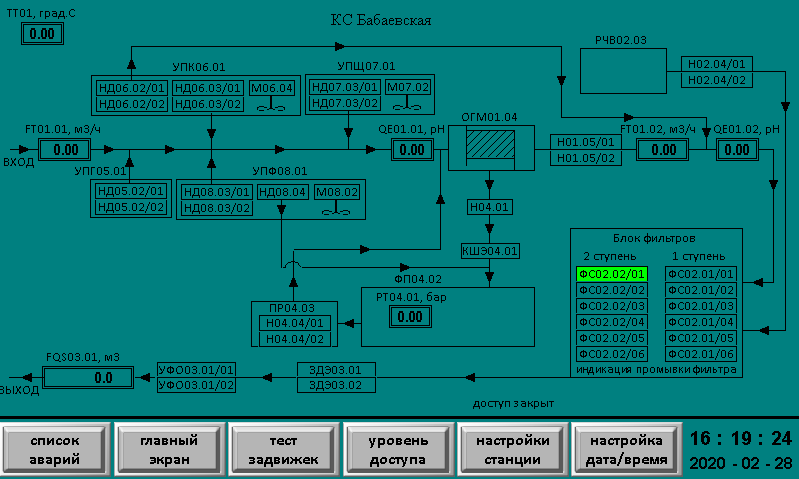 ТТ01, град.С
0.00
КС Бабаевская
РЧВ02.03
Н02.04/01
Н02.04/02
УПК06.01
НД06.02/01
НД06.02/02
НД06.03/01
НД06.03/02
М06.04
УПЩ07.01
НД07.03/01
НД07.03/02
М07.02
ОГМ01.04
FT01.01, м3/ч
0.00
ВХОД
QE01.01, pH
0.00
Н01.05/01
Н01.05/02
FT01.02, м3/ч
0.00
QE01.02, pH
0.00
УПГ05.01
НД05.02/01
НД05.02/02
УПФ08.01
НД08.03/01
НД08.03/02
НД08.04
М08.02
Н04.01
КШЭ04.01
ФП04.02
РТ04.01, бар
0.00
ПР04.03
Н04.04/01
Н04.04/02
Блок фильтров
2 ступень
1 ступень
ФС02.02/01
ФС02.01/01
ФС02.02/02
ФС02.01/02
ФС02.02/03
ФС02.01/03
ФС02.02/04
ФС02.01/04
ФС02.02/05
ФС02.01/05
ФС02.02/06
ФС02.01/06
индикация промывки фильтра
FQS03.01, м3
0.0
ВЫХОД
УФО03.01/01
УФО03.01/02
ЗДЭ03.01
ЗДЭ03.02
доступ закрыт
список
аварий
главный
экран
тест
задвижек
уровень
доступа
настройки
станции
настройка
дата/время
16 : 19 : 24
2020 - 02 - 28